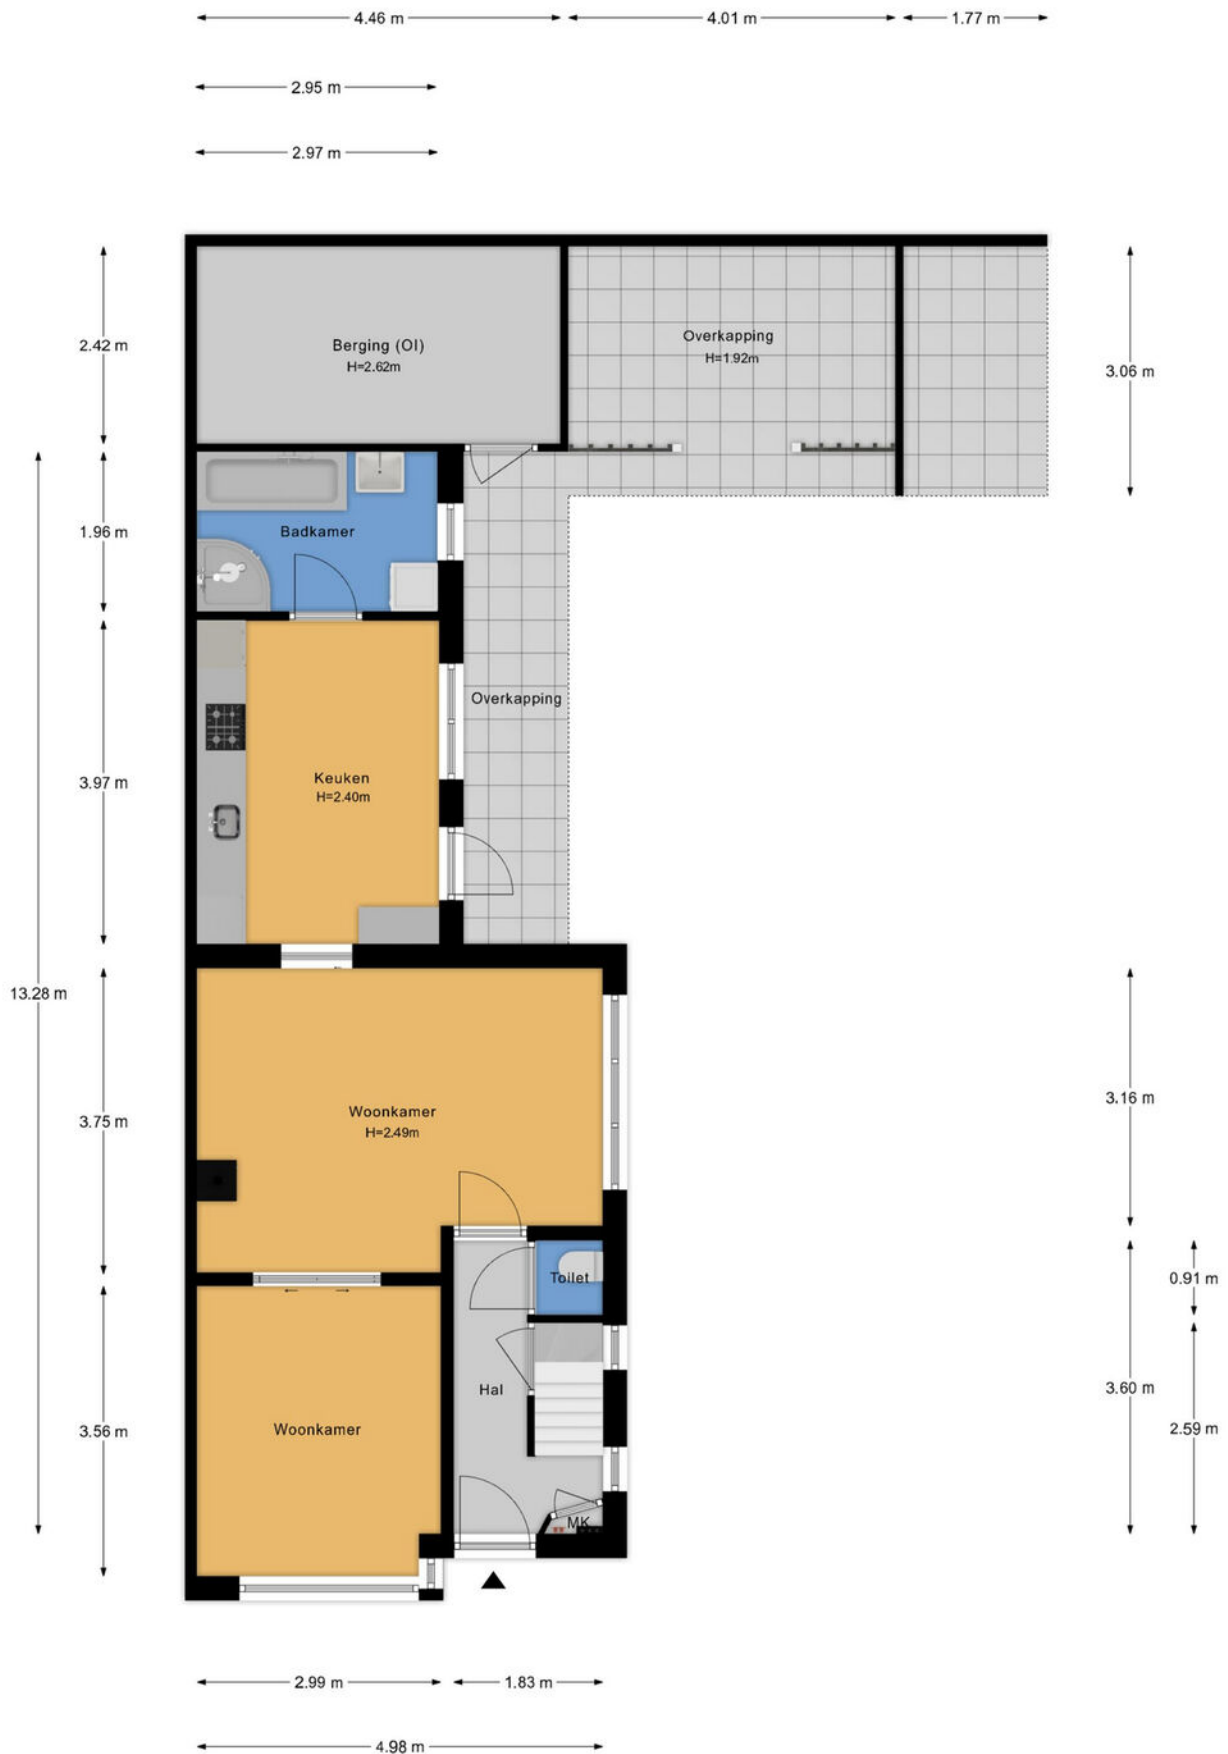 4.46 m
4.01 m
1.77 m
2.95 m
2.97 m
2.42 m
Berging (OI)
H=2.62m
Overkapping
H=1.92m
3.06 m
1.96 m
Badkamer
Overkapping
3.97 m
Keuken
H=2.40m
13.28 m
3.75 m
Woonkamer
H=2.49m
3.16 m
Toilet
0.91 m
Hal
3.60 m
3.56 m
Woonkamer
2.59 m
MK
2.99 m
1.83 m
4.98 m